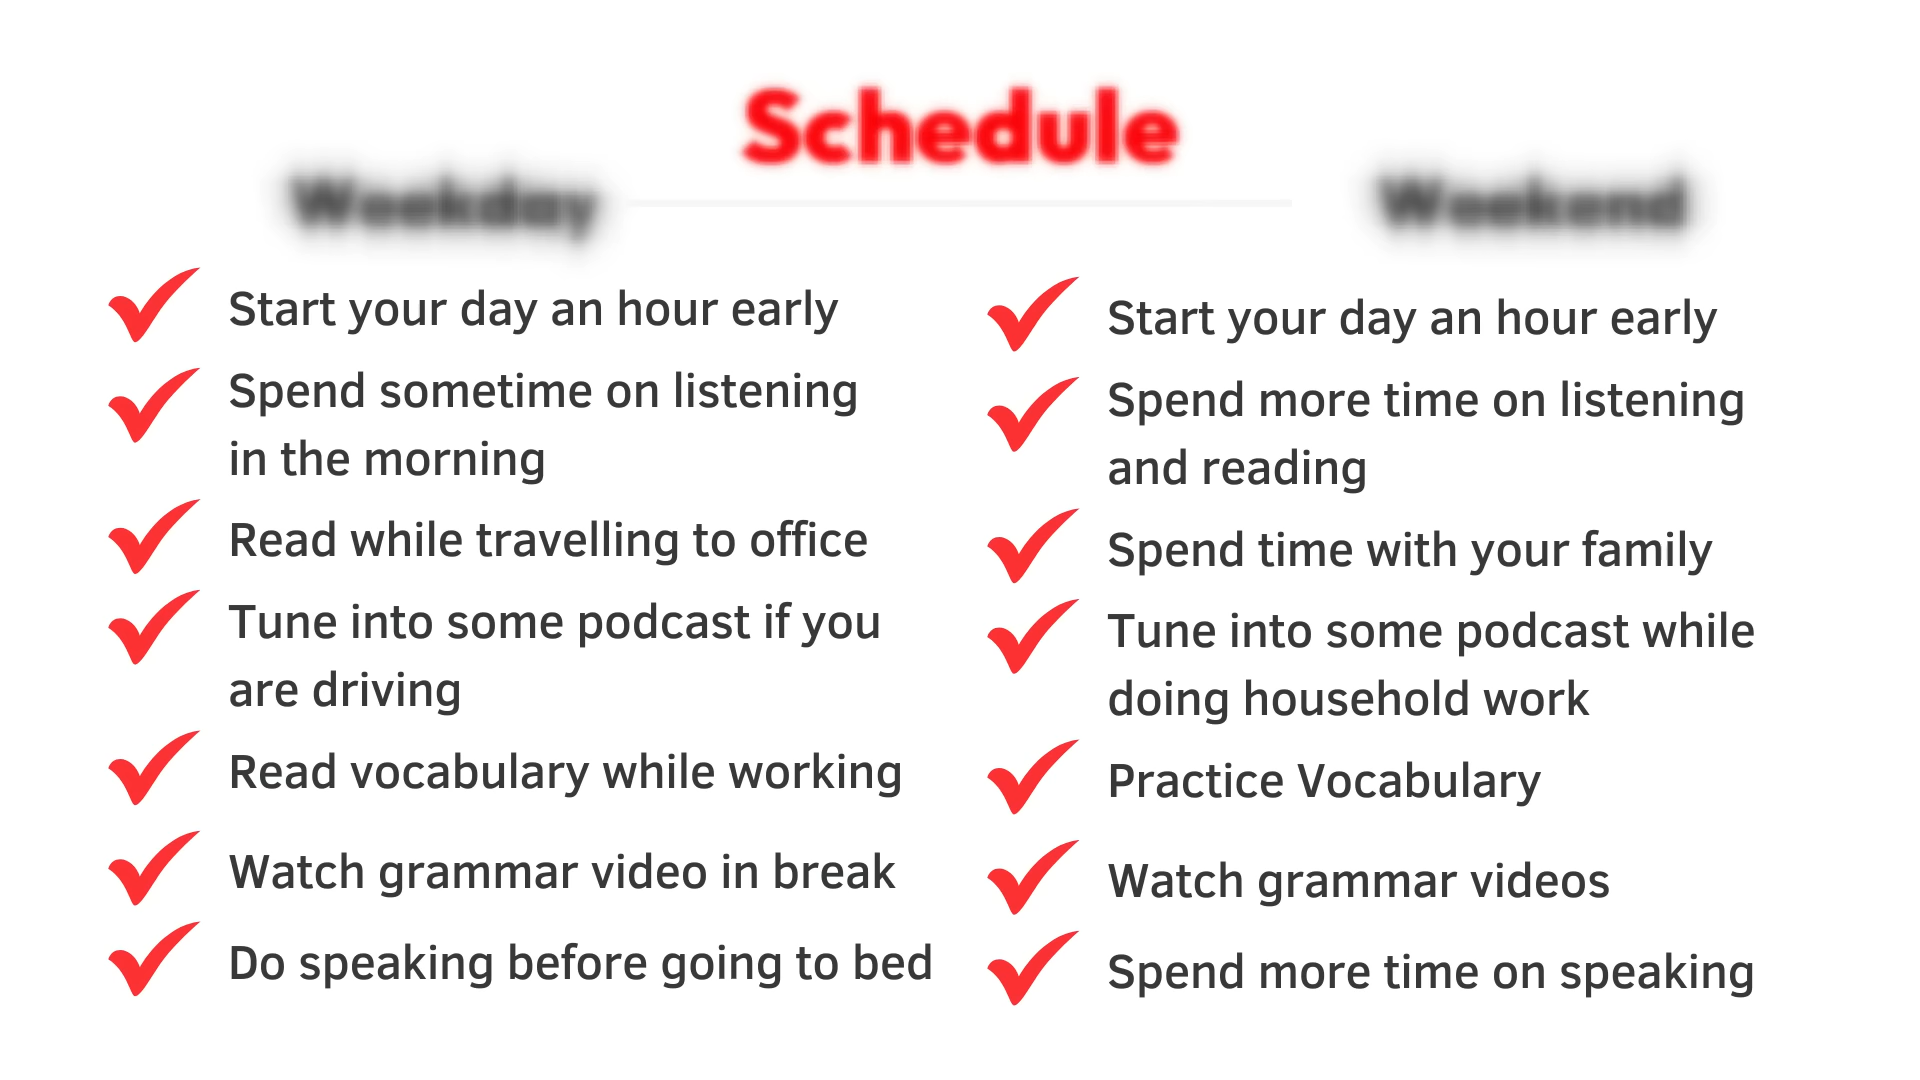 Schedule
Weekday
Weekend
Start your day an hour early
Spend sometime on listening
in the morning
Read while travelling to office
Tune into some podcast if you
are driving
Read vocabulary while working
Watch grammar video in break
Do speaking before going to bed
Start your day an hour early
Spend more time on listening
and reading
Spend time with your family
Tune into some podcast while
doing household work
Practice Vocabulary
Watch grammar videos
Spend more time on speaking